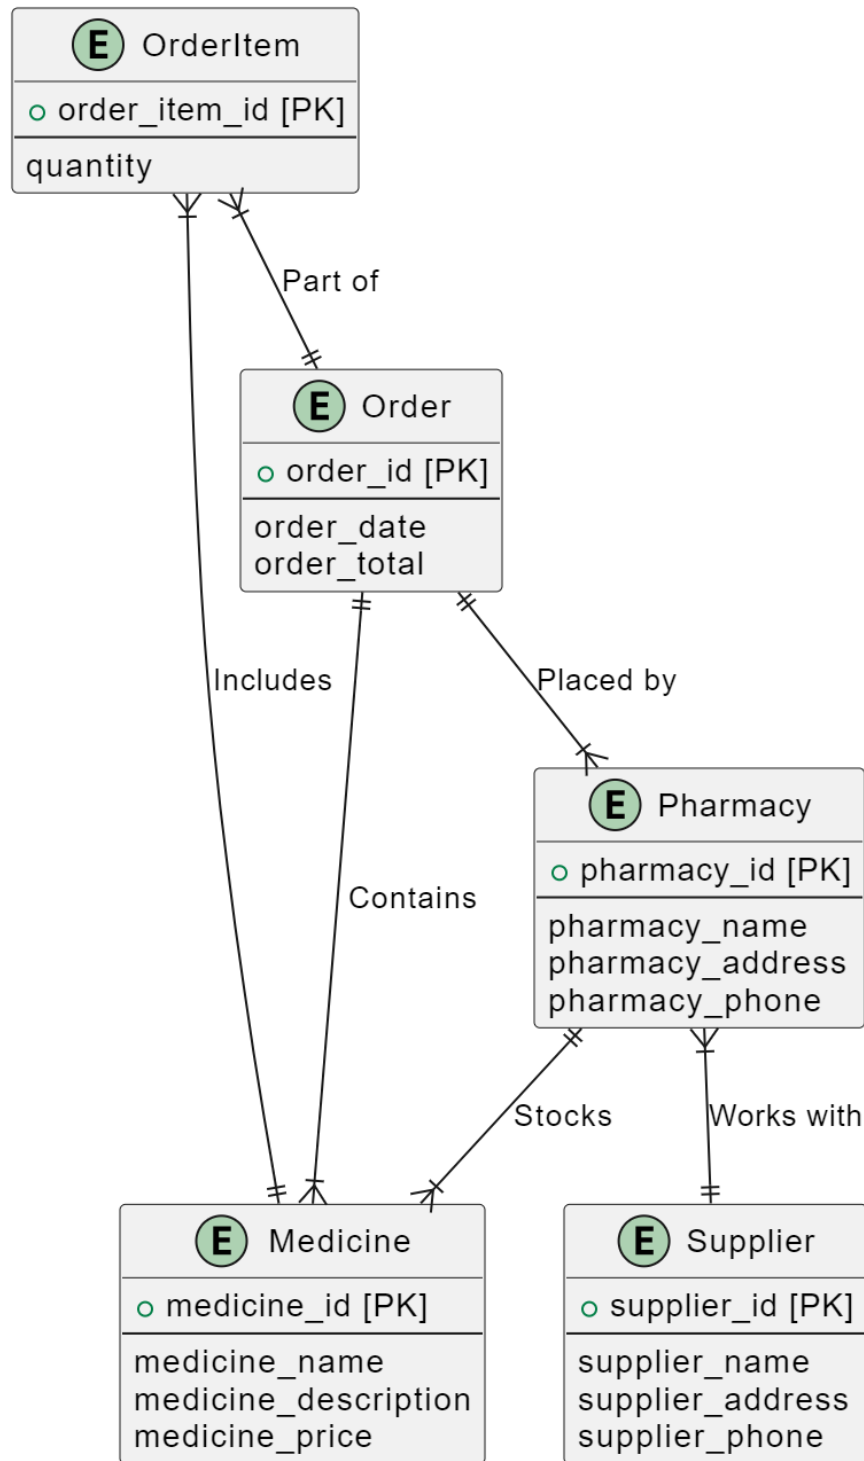 E OrderItem
order_item_id [PK]
quantity
Part of
E Order
order_id [PK]
order_date
order_total
Includes
Placed by
E Pharmacy
pharmacy_id [PK]
pharmacy_name
pharmacy_address
pharmacy_phone
Contains
Stocks
Works with
E Medicine
medicine_id [PK]
medicine_name
medicine_description
medicine_price
E Supplier
supplier_id [PK]
supplier_name
supplier_address
supplier_phone